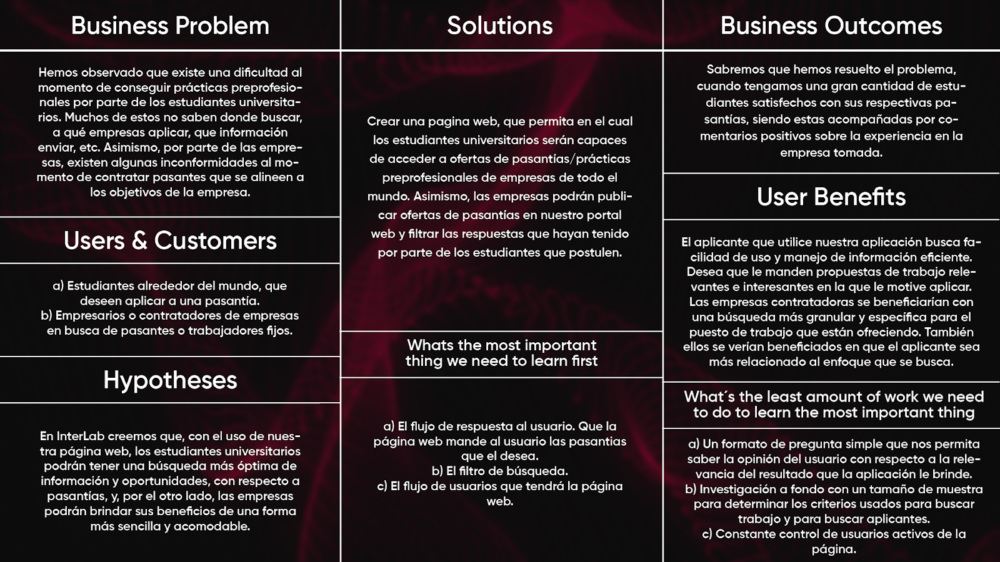 Business Problem
Hemos observado que existe una dificultad al
momento de conseguir prácticas preprofesio-
nales por parte de los estudiantes universita-
rios. Muchos de estos no saben donde buscar,
a qué empresas aplicar, que información
enviar, etc. Asimismo, por parte de las empre-
sas, existen algunas inconformidades al mo-
mento de contratar pasantes que se alineen a
los objetivos de la empresa.
Users & Customers
a) Estudiantes alrededor del mundo, que
deseen aplicar a una pasantía.
b) Empresarios o contratadores de empresas
en busca de pasantes o trabajadores fijos.
Hypotheses
En InterLab creemos que, con el uso de nues-
tra página web, los estudiantes universitarios
podrán tener una búsqueda más óptima de
información y oportunidades, con respecto a
pasantías, y, por el otro lado, las empresas
podrán brindar sus beneficios de una forma
más sencilla y acomodable.
Solutions
Crear una pagina web, que permita en el cual
los estudiantes universitarios serán capaces
de acceder a ofertas de pasantías/prácticas
preprofesionales de empresas de todo el
mundo. Asimismo, las empresas podrán publi-
car ofertas de pasantías en nuestro portal
web y filtrar las respuestas que hayan tenido
por parte de los estudiantes que postulen.
Whats the most important
thing we need to learn first
a) El flujo de respuesta al usuario. Que la
página web mande al usuario las pasantias
que el desea.
b) El filtro de búsqueda.
c) El flujo de usuarios que tendrá la página
web.
Business Outcomes
Sabremos que hemos resuelto el problema,
cuando tengamos una gran cantidad de estu-
diantes satisfechos con sus respectivas pa-
santías, siendo estas acompañadas por co-
mentarios positivos sobre la experiencia en la
empresa tomada.
User Benefits
El aplicante que utilice nuestra aplicación busca fa-
cilidad de uso y manejo de información eficiente.
Desea que le manden propuestas de trabajo rele-
vantes e interesantes en la que le motive aplicar.
Las empresas contratadoras se beneficiarían con
una búsqueda más granular y específica para el
puesto de trabajo que están ofreciendo. También
ellos se verían beneficiados en que el aplicante sea
más relacionado al enfoque que se busca.
What´s the least amount of work we need
to do to learn the most important thing
a) Un formato de pregunta simple que nos permita
saber la opinión del usuario con respecto a la rele-
vancia del resultado que la aplicación le brinde.
b) Investigación a fondo con un tamaño de muestra
para determinar los criterios usados para buscar
trabajo y para buscar aplicantes.
c) Constante control de usuarios activos de la
página.